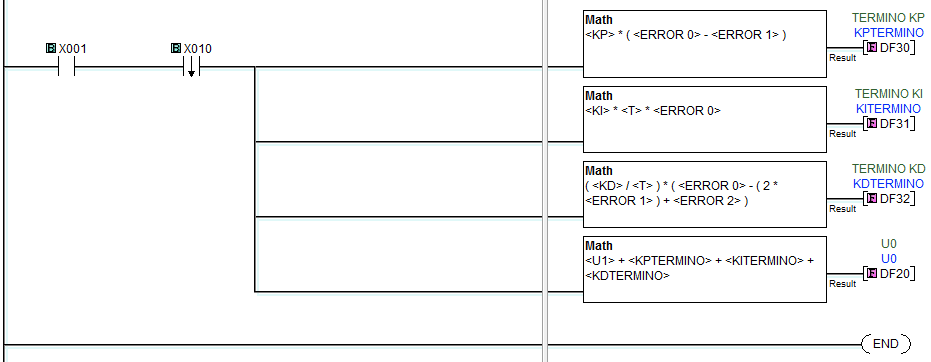 Math
<KP> * ( <ERROR 0> - <ERROR 1> )
TERMINO KP
KPTERMINO
Result
F DF30
B X001
B X010
Math
<KI> * <T> * <ERROR 0>
TERMINO KI
KITERMINO
Result
F DF31
Math
( <KD> / <T> ) * ( <ERROR 0> - ( 2 *
<ERROR 1> ) + <ERROR 2> )
TERMINO KD
KDTERMINO
Result
F DF32
Math
<U1> + <KPTERMINO> + <KITERMINO> +
<KDTERMINO>
U0
U0
Result
F DF20
END